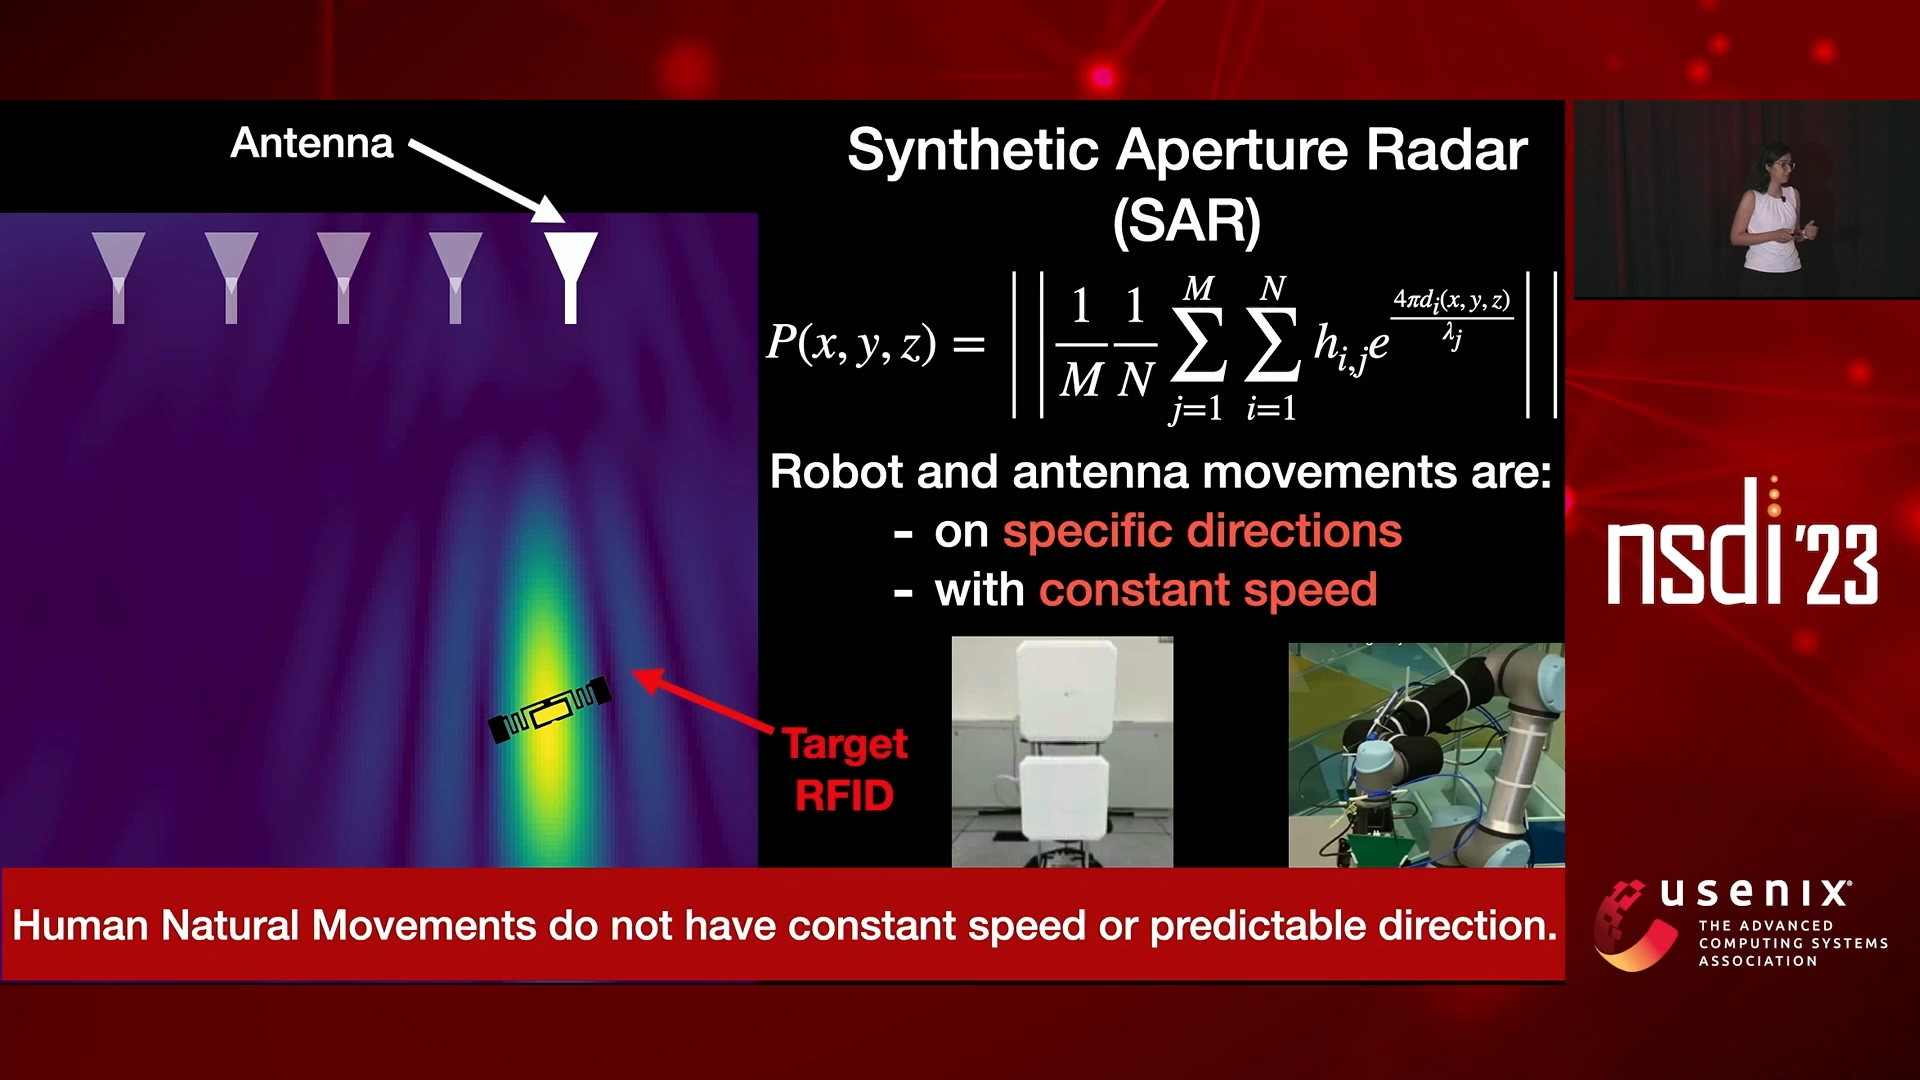 Antenna
Synthetic Aperture Radar
(SAR)
P(x, y, z) = || 1/M 1/N ∑_{j=1}^{M} ∑_{i=1}^{N} h_{i,j} e^{4πd_i(x, y, z)/λ_j} ||
Robot and antenna movements are:
- on specific directions
- with constant speed
Target
RFID
Human Natural Movements do not have constant speed or predictable direction.
nsdi '23
usenix®
THE ADVANCED
COMPUTING SYSTEMS
ASSOCIATION